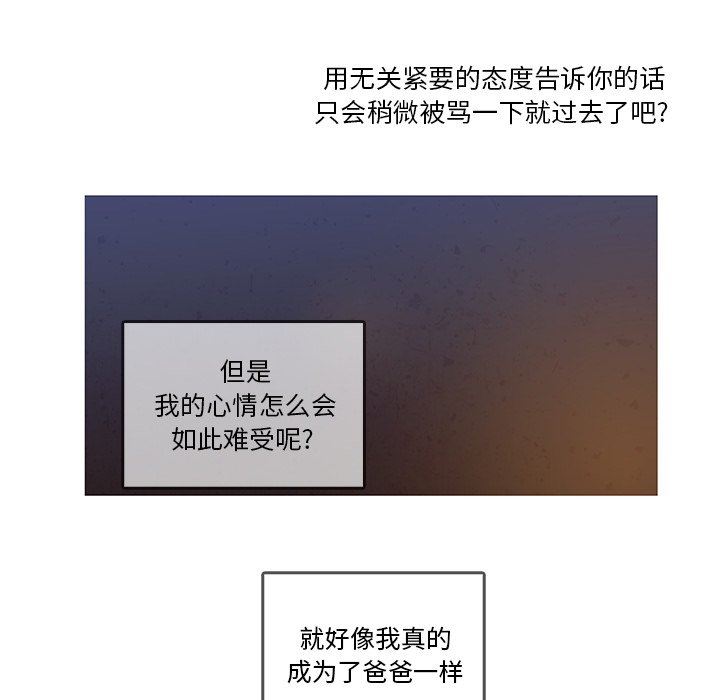 用无关紧要的态度告诉你的话
只会稍微被骂一下就过去了吧?
但是
我的心情怎么会
如此难受呢?
就好像我真的
成为了爸爸一样